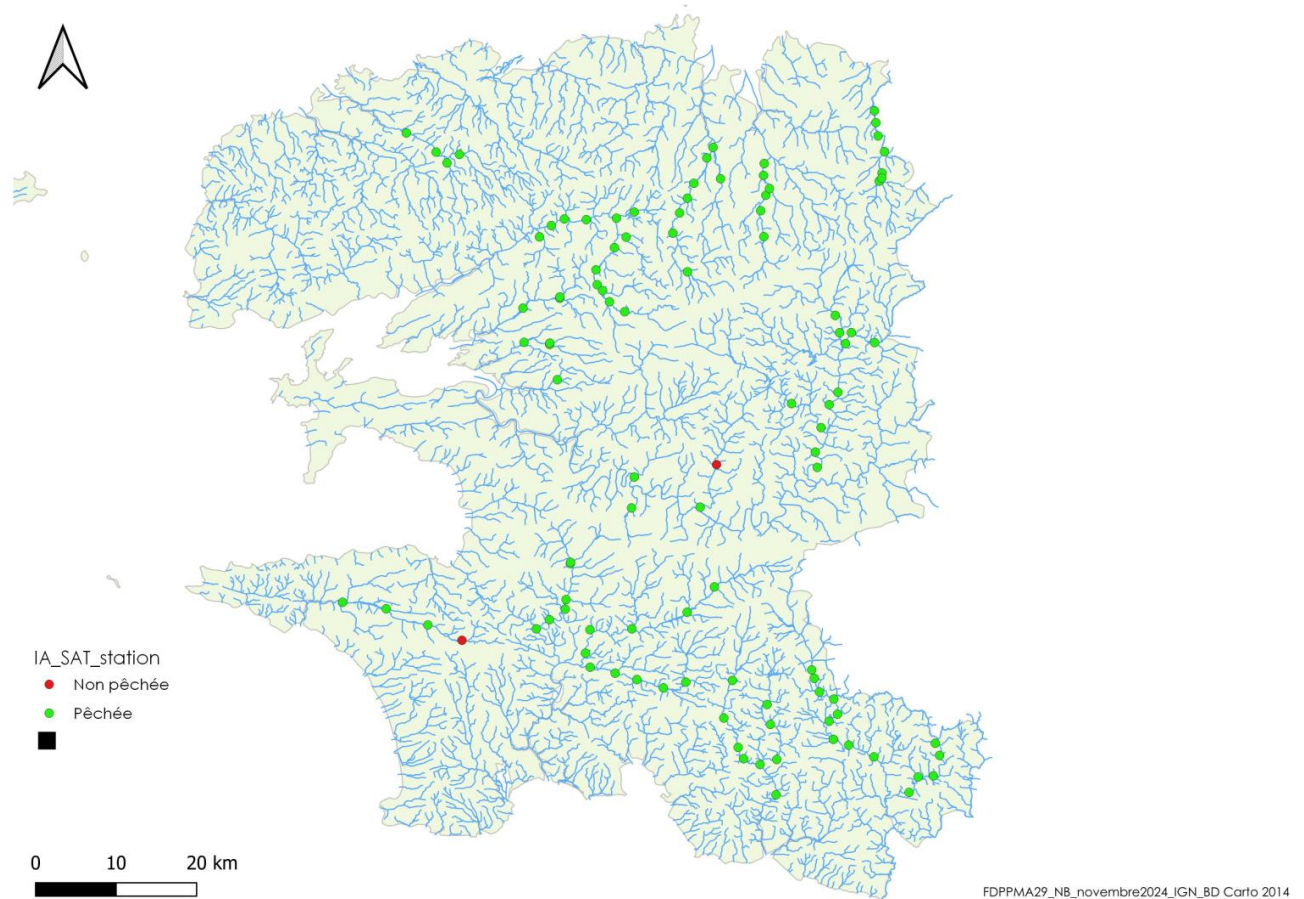 IA_SAT_station
Non pêchée
Pêchée
0 10 20 km
FDPPMA29_NB_novembre2024_IGN_BD Carto 2014